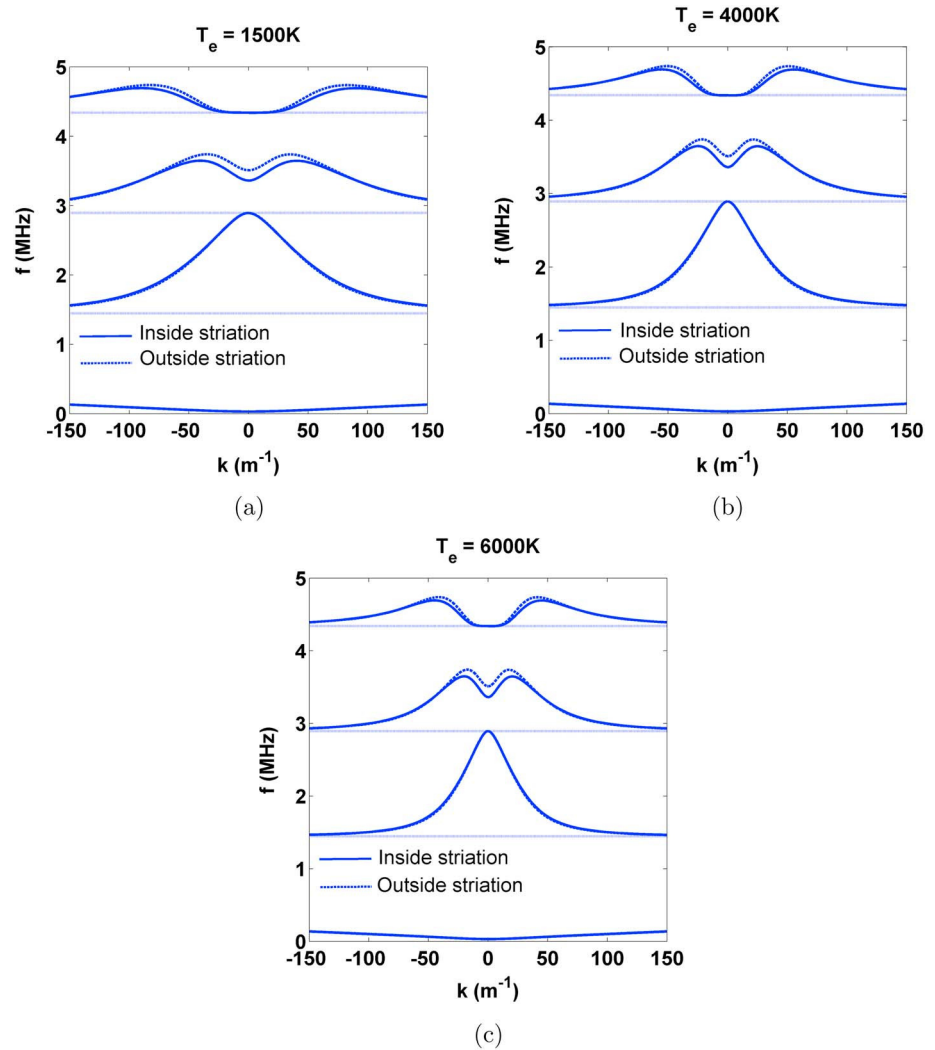 T_e = 1500K
5
4
3
2
1
0
f (MHz)
Inside striation
Outside striation
-150 -100 -50 0 50 100 150
k (m^-1)
(a)
T_e = 4000K
5
4
3
2
1
0
f (MHz)
Inside striation
Outside striation
-150 -100 -50 0 50 100 150
k (m^-1)
(b)
T_e = 6000K
5
4
3
2
1
0
f (MHz)
Inside striation
Outside striation
-150 -100 -50 0 50 100 150
k (m^-1)
(c)